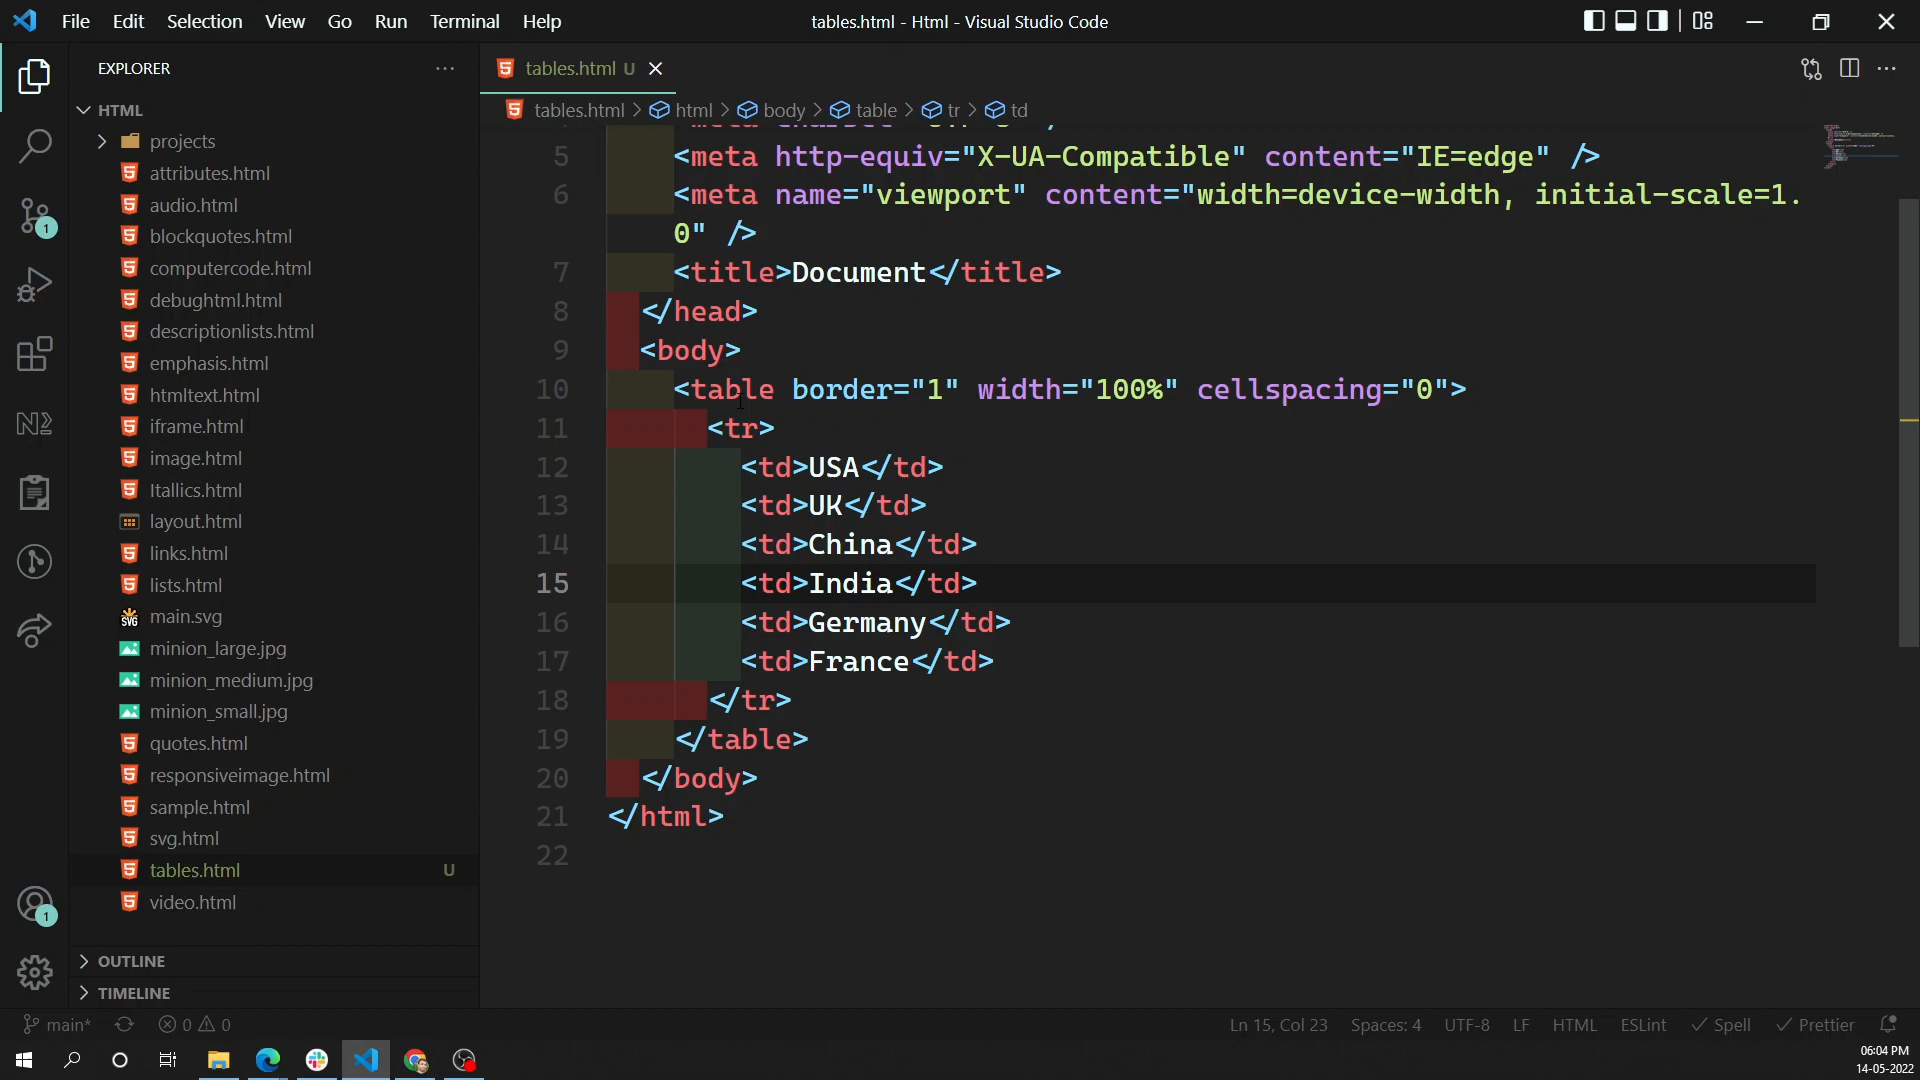 File Edit Selection View Go Run Terminal Help
tables.html - Html - Visual Studio Code
EXPLORER
HTML
projects
attributes.html
audio.html
blockquotes.html
computercode.html
debughtml.html
descriptionlists.html
emphasis.html
htmltext.html
iframe.html
image.html
Itallics.html
layout.html
links.html
lists.html
main.svg
minion_large.jpg
minion_medium.jpg
minion_small.jpg
quotes.html
responsiveimage.html
sample.html
svg.html
tables.html U
video.html
OUTLINE
TIMELINE
1
1
tables.html U
tables.html > html > body > table > tr > td
5 <meta http-equiv="X-UA-Compatible" content="IE=edge" />
6 <meta name="viewport" content="width=device-width, initial-scale=1.
0" />
7 <title>Document</title>
8 </head>
9 <body>
10 <table border="1" width="100%" cellspacing="0">
11 <tr>
12 <td>USA</td>
13 <td>UK</td>
14 <td>China</td>
15 <td>India</td>
16 <td>Germany</td>
17 <td>France</td>
18 </tr>
19 </table>
20 </body>
21 </html>
22
main* 0 0
Ln 15, Col 23 Spaces: 4 UTF-8 LF HTML ESLint Spell Prettier
06:04 PM
14-05-2022